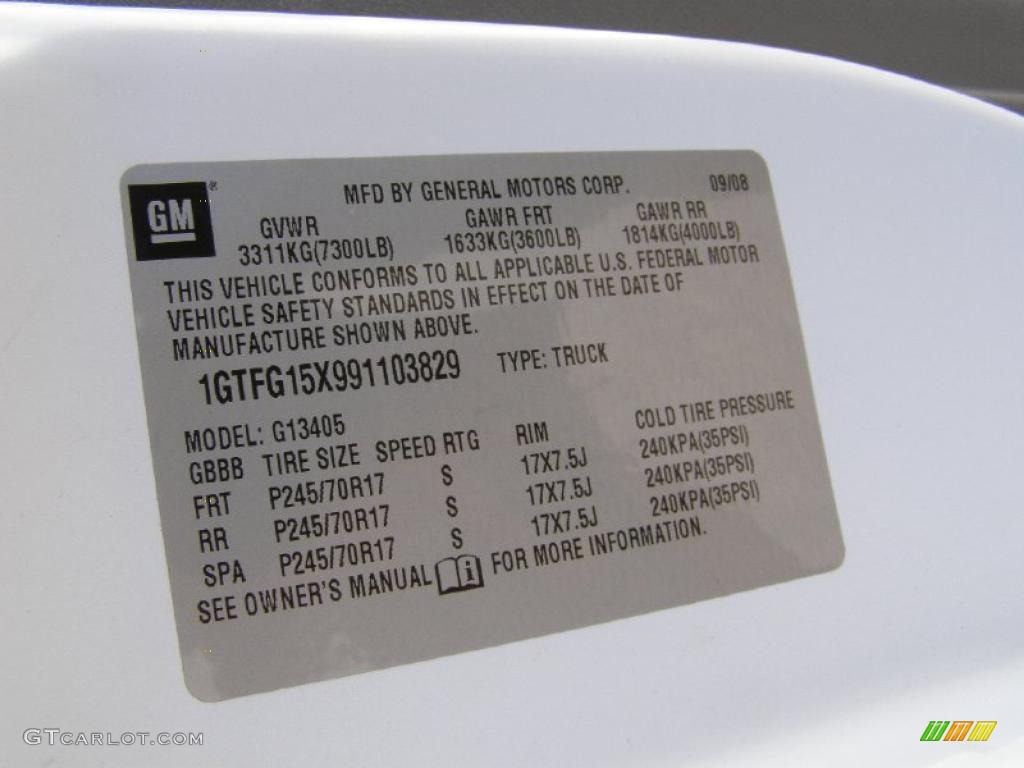 GM®
MFD BY GENERAL MOTORS CORP. 09/08
GVWR GAWR FRT GAWR RR
3311KG(7300LB) 1633KG(3600LB) 1814KG(4000LB)
THIS VEHICLE CONFORMS TO ALL APPLICABLE U.S. FEDERAL MOTOR
VEHICLE SAFETY STANDARDS IN EFFECT ON THE DATE OF
MANUFACTURE SHOWN ABOVE.
1GTFG15X991103829 TYPE: TRUCK
MODEL: G13405
GBBB TIRE SIZE SPEED RTG RIM COLD TIRE PRESSURE
FRT P245/70R17 S 17X7.5J 240KPA(35PSI)
RR P245/70R17 S 17X7.5J 240KPA(35PSI)
SPA P245/70R17 S 17X7.5J 240KPA(35PSI)
SEE OWNER'S MANUAL i FOR MORE INFORMATION.
GTCARLOT.COM